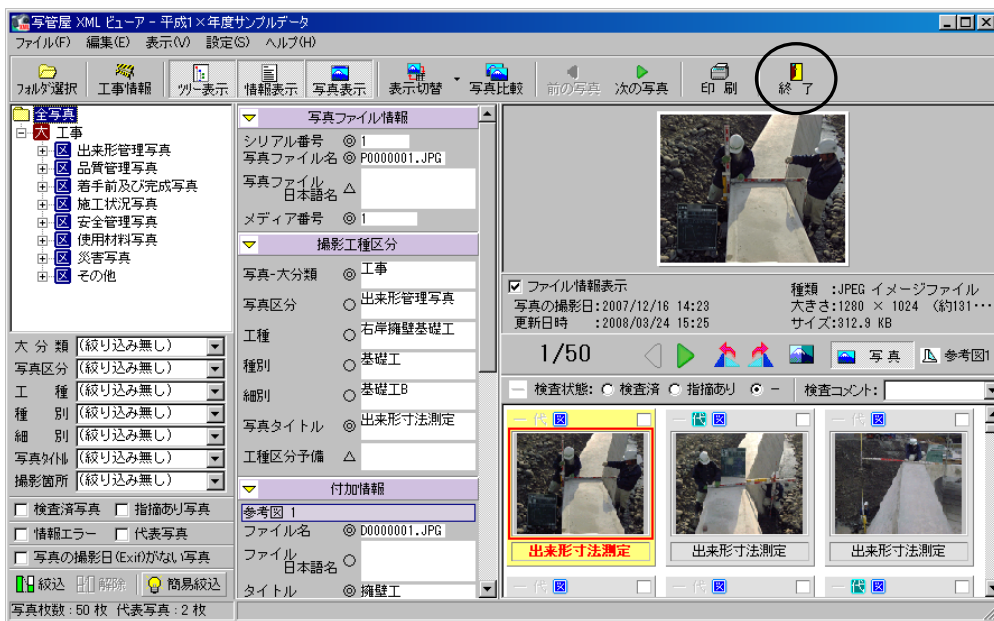 写管屋 XML ビューア - 平成1×年度サンプルデータ
ファイル(F) 編集(E) 表示(V) 設定(S) ヘルプ(H)
フォルダ選択 工事情報 ツリー表示 情報表示 写真表示 表示切替 写真比較 前の写真 次の写真 印 刷 終 了
全写真
大 工事
区 出来形管理写真
区 品質管理写真
区 着手前及び完成写真
区 施工状況写真
区 安全管理写真
区 使用材料写真
区 災害写真
区 その他
大 分 類 (絞り込み無し)
写真区分 (絞り込み無し)
工 種 (絞り込み無し)
種 別 (絞り込み無し)
細 別 (絞り込み無し)
写真タイトル (絞り込み無し)
撮影箇所 (絞り込み無し)
検査済写真 指摘あり写真
情報エラー 代表写真
写真の撮影日(Exif)がない写真
絞込 解除 簡易絞込
写真枚数:50 枚 代表写真:2 枚
写真ファイル情報
シリアル番号 ◎ 1
写真ファイル名 ◎ P0000001.JPG
写真ファイル
日本語名 △
メディア番号 ◎ 1
撮影工種区分
写真-大分類 ◎ 工事
写真区分 ○ 出来形管理写真
工種 ○ 右岸擁壁基礎工
種別 ○ 基礎工
細別 ○ 基礎工B
写真タイトル ◎ 出来形寸法測定
工種区分予備 △
付加情報
参考図 1
ファイル名 ◎ D0000001.JPG
ファイル
日本語名 ○
タイトル ◎ 擁壁工
ファイル情報表示
写真の撮影日:2007/12/16 14:23
更新日時 :2008/03/24 15:25
種類 :JPEG イメージファイル
大きさ:1280 × 1024 (約131･･･
サイズ:312.9 KB
1/50 写 真 参考図1
検査状態: 検査済 指摘あり - 検査コメント:
一 代 区 一 代 区 一 代 区
出来形寸法測定 出来形寸法測定 出来形寸法測定
一 代 区 一 代 区 一 代 区